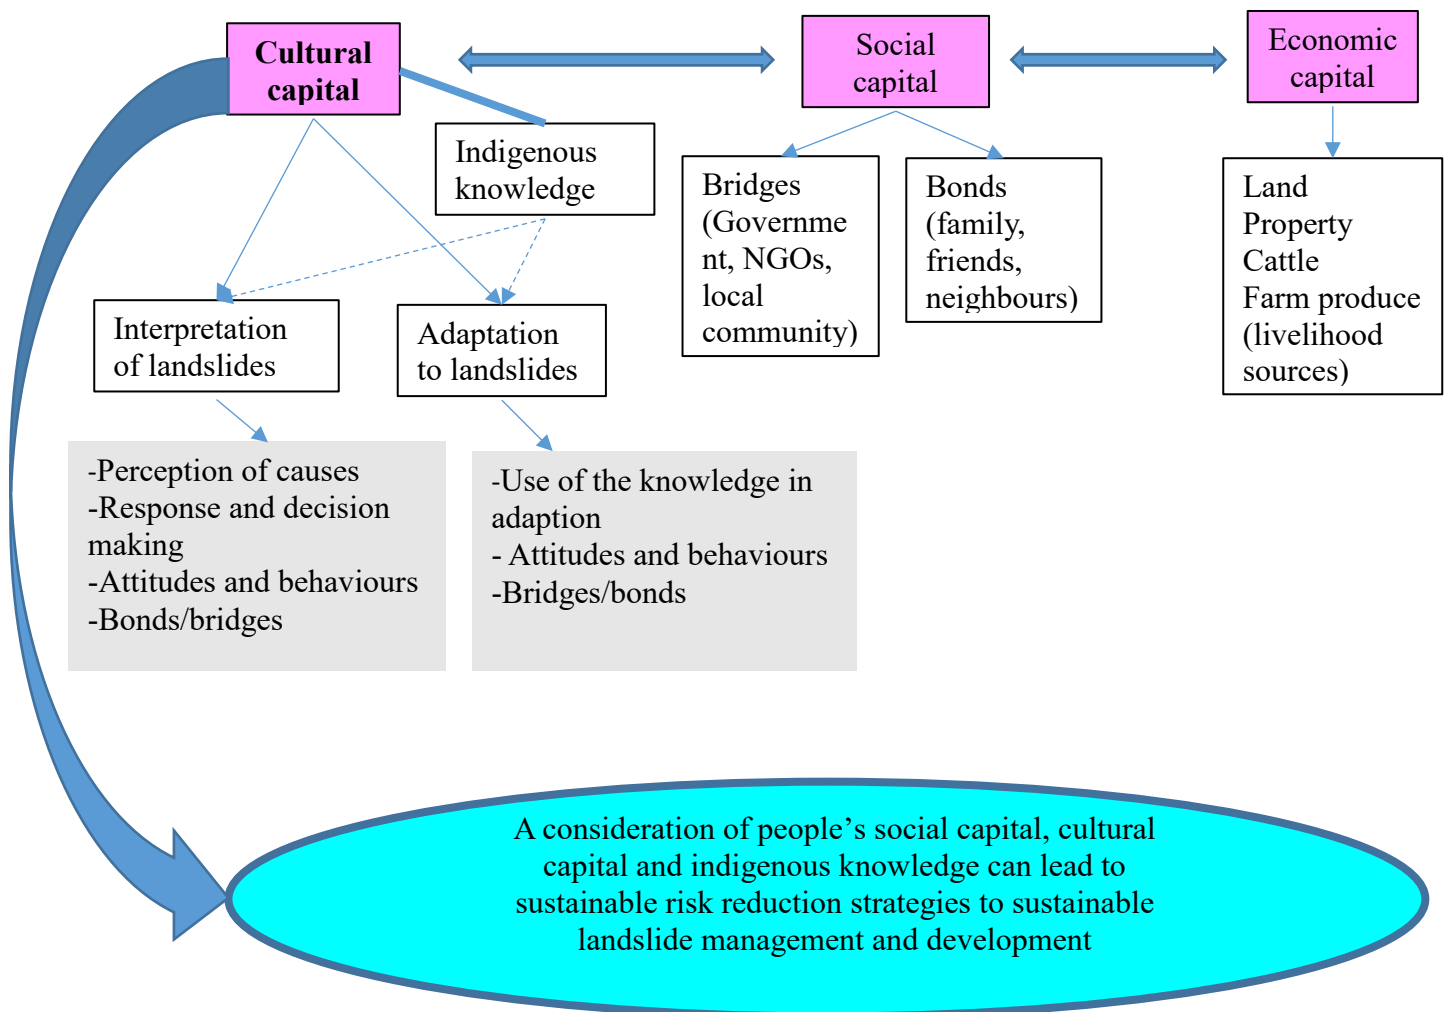 Cultural
capital
Social
capital
Economic
capital
Indigenous
knowledge
Bridges
(Governme
nt, NGOs,
local
community)
Bonds
(family,
friends,
neighbours)
Land
Property
Cattle
Farm produce
(livelihood
sources)
Interpretation
of landslides
Adaptation
to landslides
-Perception of causes
-Response and decision
making
-Attitudes and behaviours
-Bonds/bridges
-Use of the knowledge in
adaption
- Attitudes and behaviours
-Bridges/bonds
A consideration of people’s social capital, cultural
capital and indigenous knowledge can lead to
sustainable risk reduction strategies to sustainable
landslide management and development